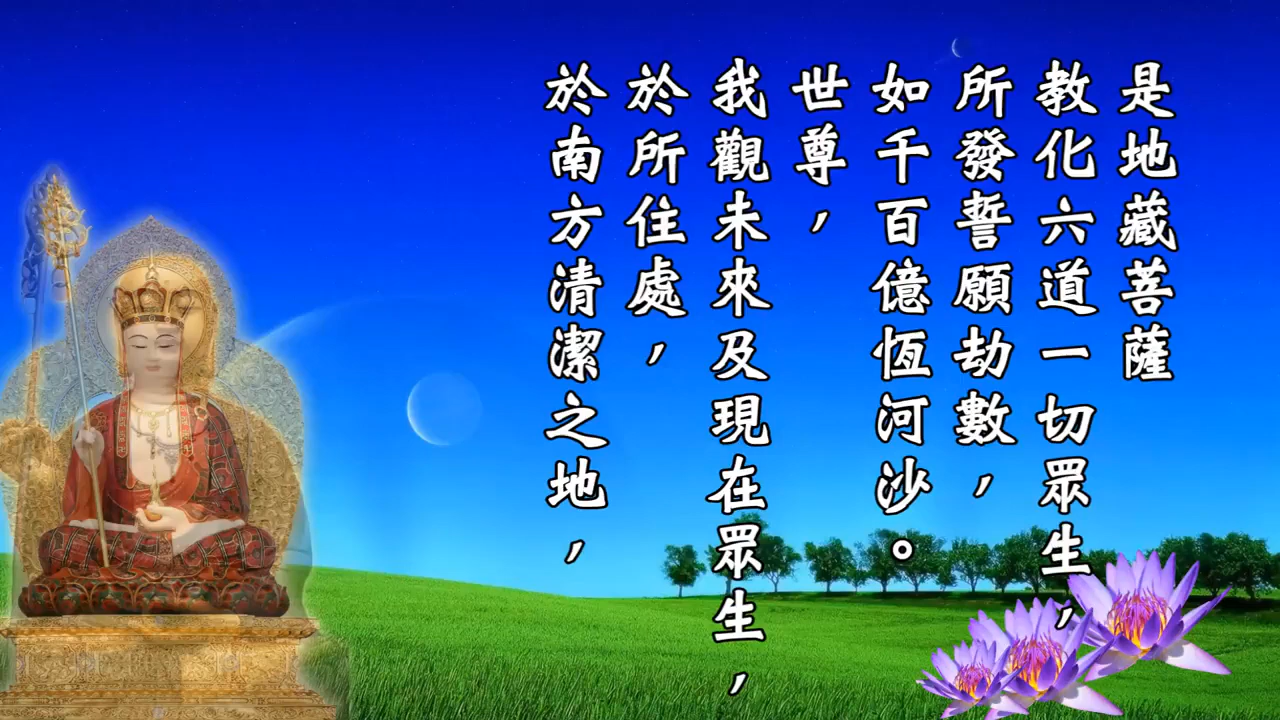 是地藏菩薩
教化六道一切眾生，
所發誓願劫數，
如千百億恆河沙。
世尊，
我觀未來及現在眾生，
於所住處，
於南方清潔之地，